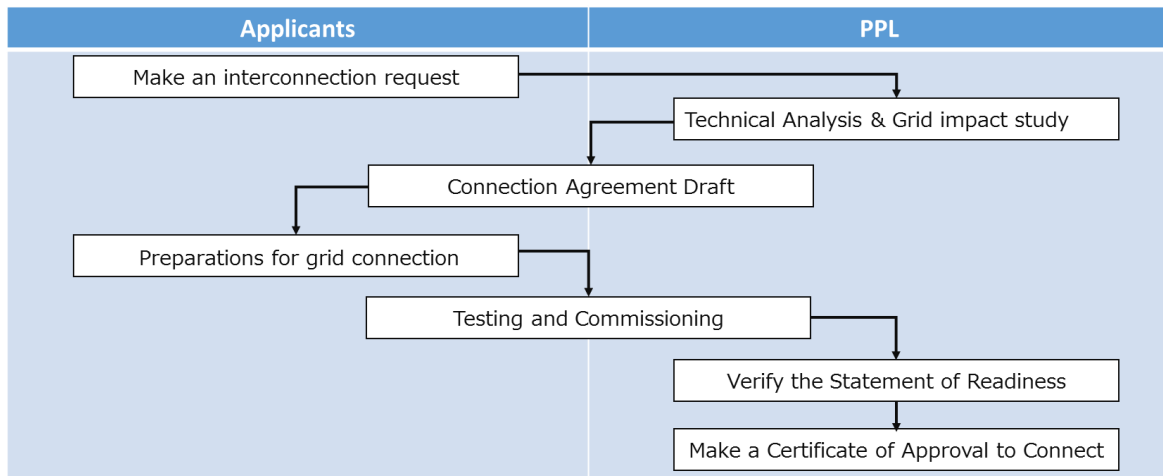 Applicants
PPL
Make an interconnection request
Technical Analysis & Grid impact study
Connection Agreement Draft
Preparations for grid connection
Testing and Commissioning
Verify the Statement of Readiness
Make a Certificate of Approval to Connect